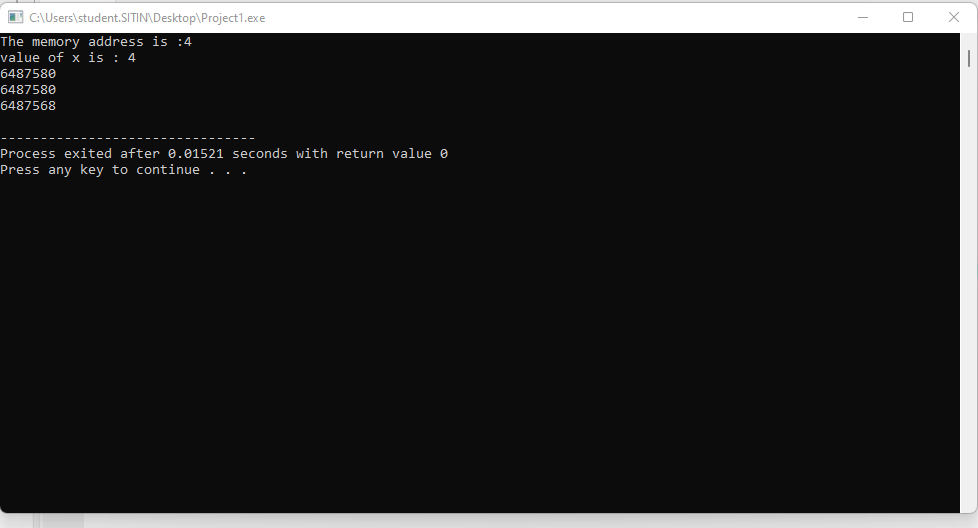 C:\Users\student.SITIN\Desktop\Project1.exe
The memory address is :4
value of x is : 4
6487580
6487580
6487568
--------------------------------
Process exited after 0.01521 seconds with return value 0
Press any key to continue . . .